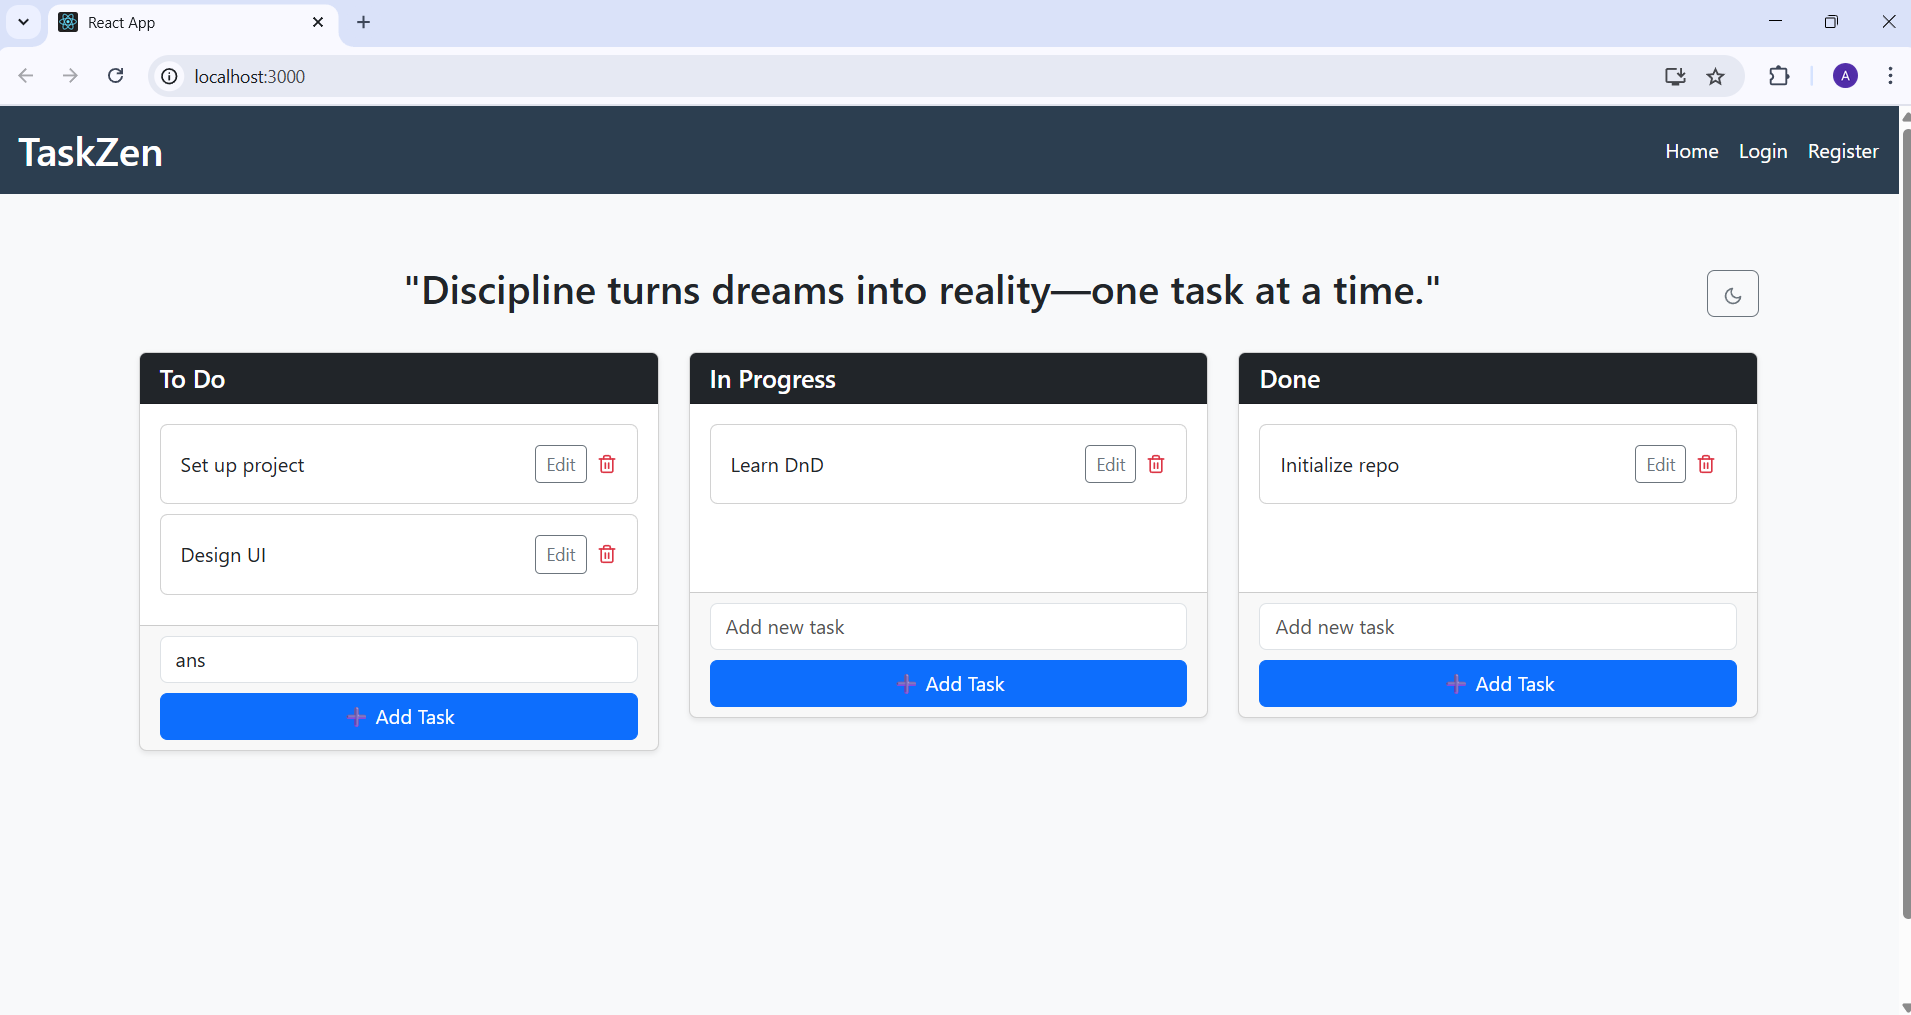 React App
localhost:3000
A
TaskZen
Home Login Register
"Discipline turns dreams into reality—one task at a time."
To Do
Set up project Edit
Design UI Edit
ans
Add Task
In Progress
Learn DnD Edit
Add new task
Add Task
Done
Initialize repo Edit
Add new task
Add Task